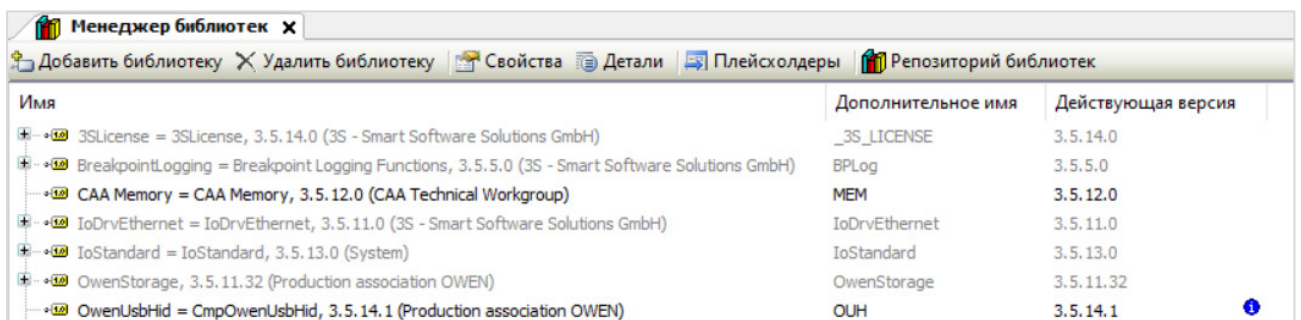 Менеджер библиотек
Добавить библиотеку Удалить библиотеку Свойства Детали Плейсхолдеры Репозиторий библиотек
Имя Дополнительное имя Действующая версия
3SLicense = 3SLicense, 3.5.14.0 (3S - Smart Software Solutions GmbH) _3S_LICENSE 3.5.14.0
BreakpointLogging = Breakpoint Logging Functions, 3.5.5.0 (3S - Smart Software Solutions GmbH) BPLog 3.5.5.0
CAA Memory = CAA Memory, 3.5.12.0 (CAA Technical Workgroup) MEM 3.5.12.0
IoDrvEthernet = IoDrvEthernet, 3.5.11.0 (3S - Smart Software Solutions GmbH) IoDrvEthernet 3.5.11.0
IoStandard = IoStandard, 3.5.13.0 (System) IoStandard 3.5.13.0
OwenStorage, 3.5.11.32 (Production association OWEN) OwenStorage 3.5.11.32
OwenUsbHid = CmpOwenUsbHid, 3.5.14.1 (Production association OWEN) OUH 3.5.14.1